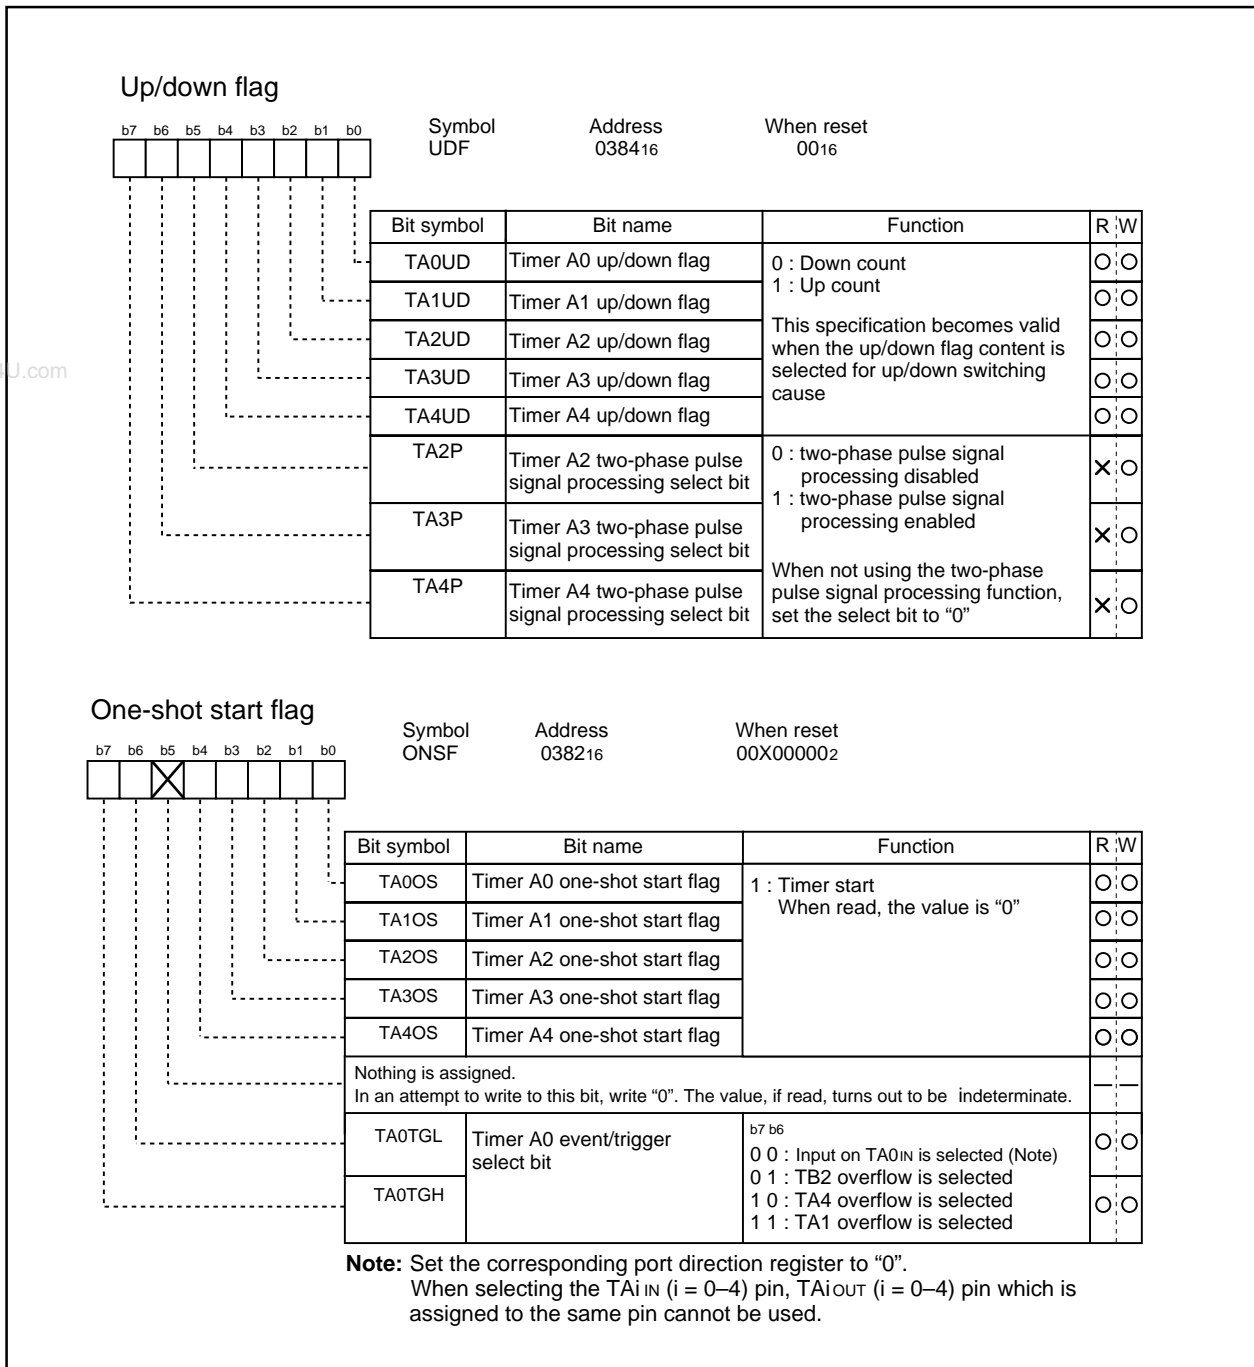 Up/down flag
b7 b6 b5 b4 b3 b2 b1 b0
Symbol Address When reset
UDF 038416 0016
Bit symbol Bit name Function R W
TA0UD Timer A0 up/down flag
0 : Down count
1 : Up count
TA1UD Timer A1 up/down flag
This specification becomes valid
when the up/down flag content is
selected for up/down switching
cause
TA2UD Timer A2 up/down flag
4U.com
TA3UD Timer A3 up/down flag
TA4UD Timer A4 up/down flag
TA2P Timer A2 two-phase pulse
signal processing select bit
0 : two-phase pulse signal
processing disabled
1 : two-phase pulse signal
processing enabled
TA3P Timer A3 two-phase pulse
signal processing select bit
When not using the two-phase
pulse signal processing function,
set the select bit to “0”
TA4P Timer A4 two-phase pulse
signal processing select bit
One-shot start flag
b7 b6 b5 b4 b3 b2 b1 b0
Symbol Address When reset
ONSF 038216 00X000002
Bit symbol Bit name Function R W
TA0OS Timer A0 one-shot start flag
1 : Timer start
When read, the value is “0”
TA1OS Timer A1 one-shot start flag
TA2OS Timer A2 one-shot start flag
TA3OS Timer A3 one-shot start flag
TA4OS Timer A4 one-shot start flag
Nothing is assigned.
In an attempt to write to this bit, write “0”. The value, if read, turns out to be indeterminate.
TA0TGL Timer A0 event/trigger
select bit
b7 b6
0 0 : Input on TA0IN is selected (Note)
0 1 : TB2 overflow is selected
1 0 : TA4 overflow is selected
1 1 : TA1 overflow is selected
TA0TGH
Note: Set the corresponding port direction register to “0”.
When selecting the TAiIN (i = 0–4) pin, TAiOUT (i = 0–4) pin which is
assigned to the same pin cannot be used.